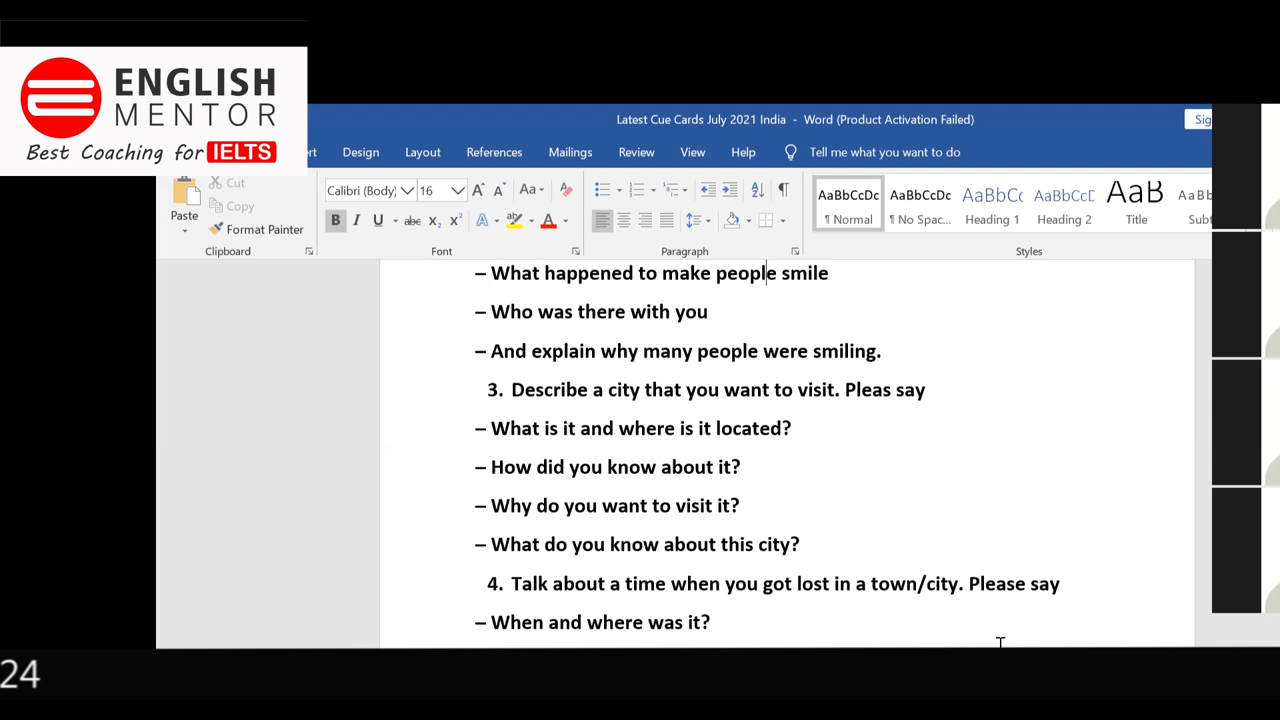 ENGLISH
MENTOR
Best Coaching for IELTS
Latest Cue Cards July 2021 India - Word (Product Activation Failed)
Design Layout References Mailings Review View Help Tell me what you want to do
Paste
Cut
Copy
Format Painter
Calibri (Body) 16
AaBbCcDc AaBbCcDc AaBbCc AaBbCcD AaB
¶ Normal ¶ No Spac... Heading 1 Heading 2 Title
Clipboard Font Paragraph Styles
– What happened to make people smile
– Who was there with you
– And explain why many people were smiling.
3. Describe a city that you want to visit. Pleas say
– What is it and where is it located?
– How did you know about it?
– Why do you want to visit it?
– What do you know about this city?
4. Talk about a time when you got lost in a town/city. Please say
– When and where was it?
24